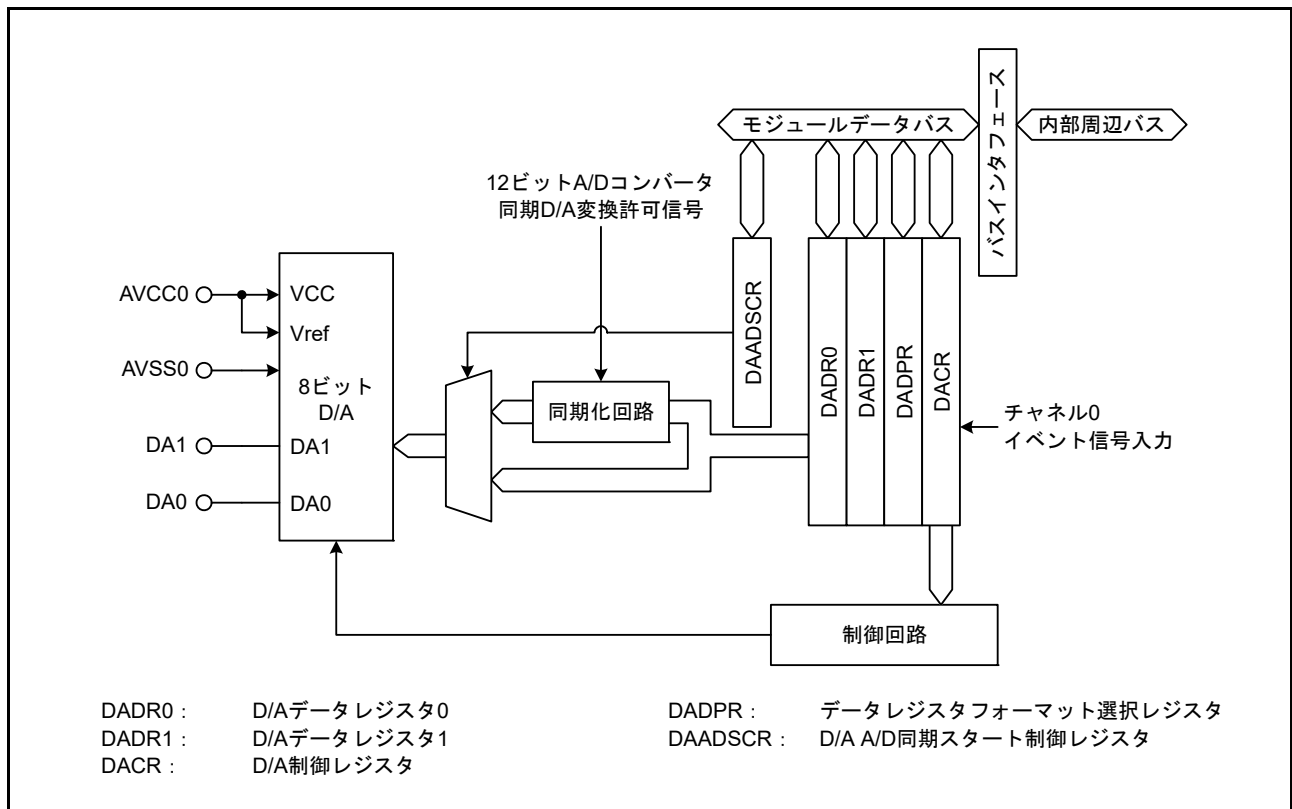 モジュールデータバス
バスインタフェース
内部周辺バス
12ビットA/Dコンバータ
同期D/A変換許可信号
AVCC0
VCC
Vref
AVSS0
8ビット
D/A
DA1
DA1
DA0
DA0
同期化回路
DAADSCR
DADR0
DADR1
DADPR
DACR
チャネル0
イベント信号入力
制御回路
DADR0 : D/Aデータレジスタ0
DADR1 : D/Aデータレジスタ1
DACR : D/A制御レジスタ
DADPR : データレジスタフォーマット選択レジスタ
DAADSCR : D/A A/D同期スタート制御レジスタ